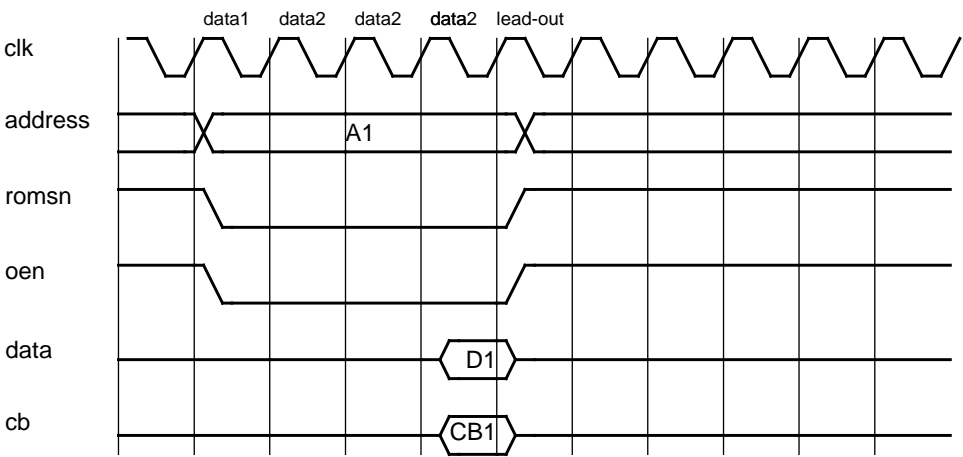 data1 data2 data2 data2 lead-out
clk
address A1
romsn
oen
data D1
cb CB1